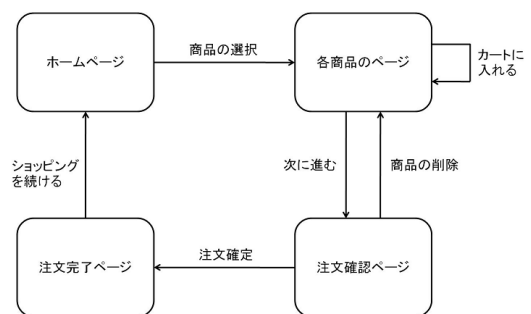 ホームページ
商品の選択
各商品のページ
カートに
入れる
ショッピング
を続ける
次に進む
商品の削除
注文完了ページ
注文確定
注文確認ページ